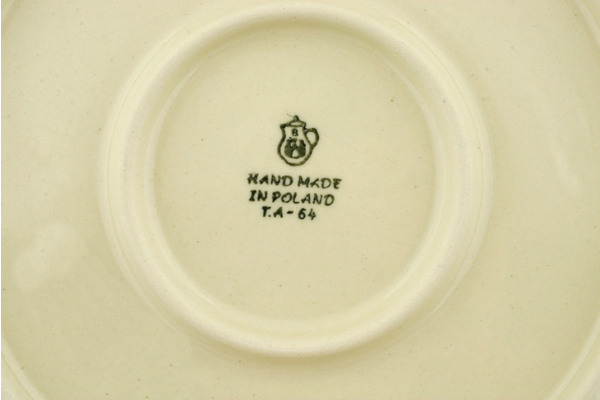 B
HAND MADE
IN POLAND
T.A-64